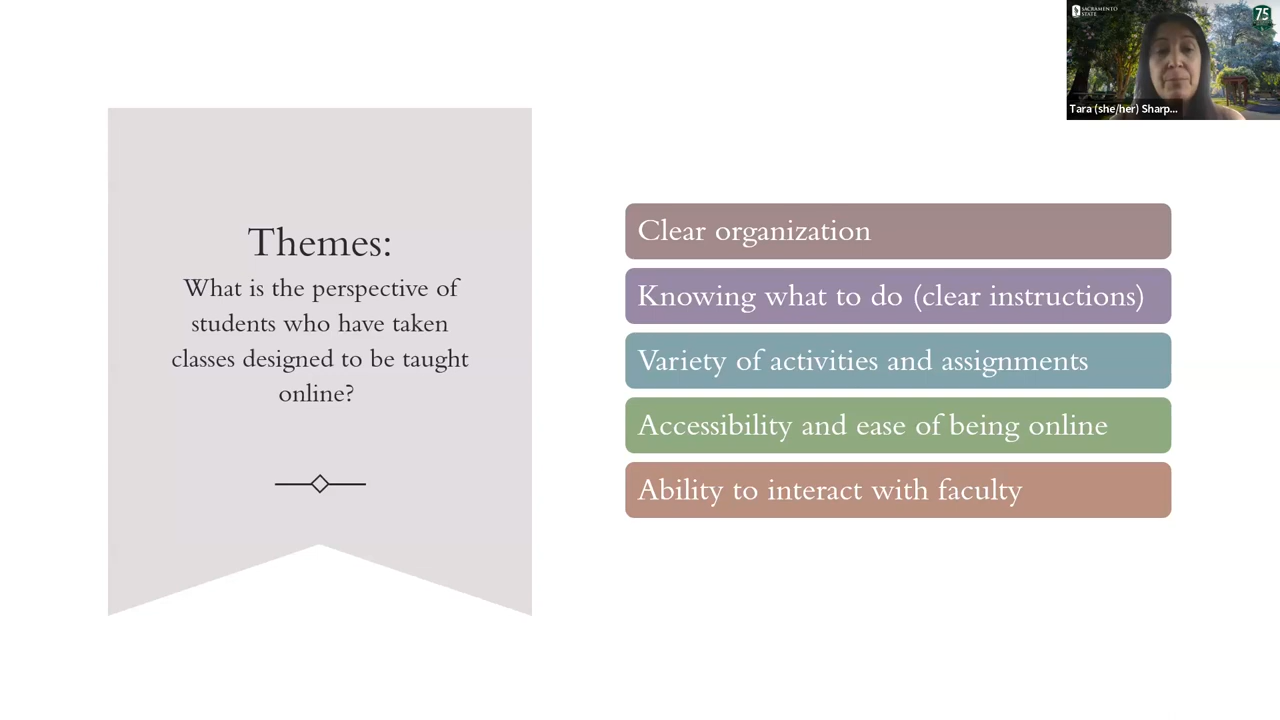 SACRAMENTO
STATE
75
Tara (she/her) Sharp...
Themes:
What is the perspective of
students who have taken
classes designed to be taught
online?
Clear organization
Knowing what to do (clear instructions)
Variety of activities and assignments
Accessibility and ease of being online
Ability to interact with faculty